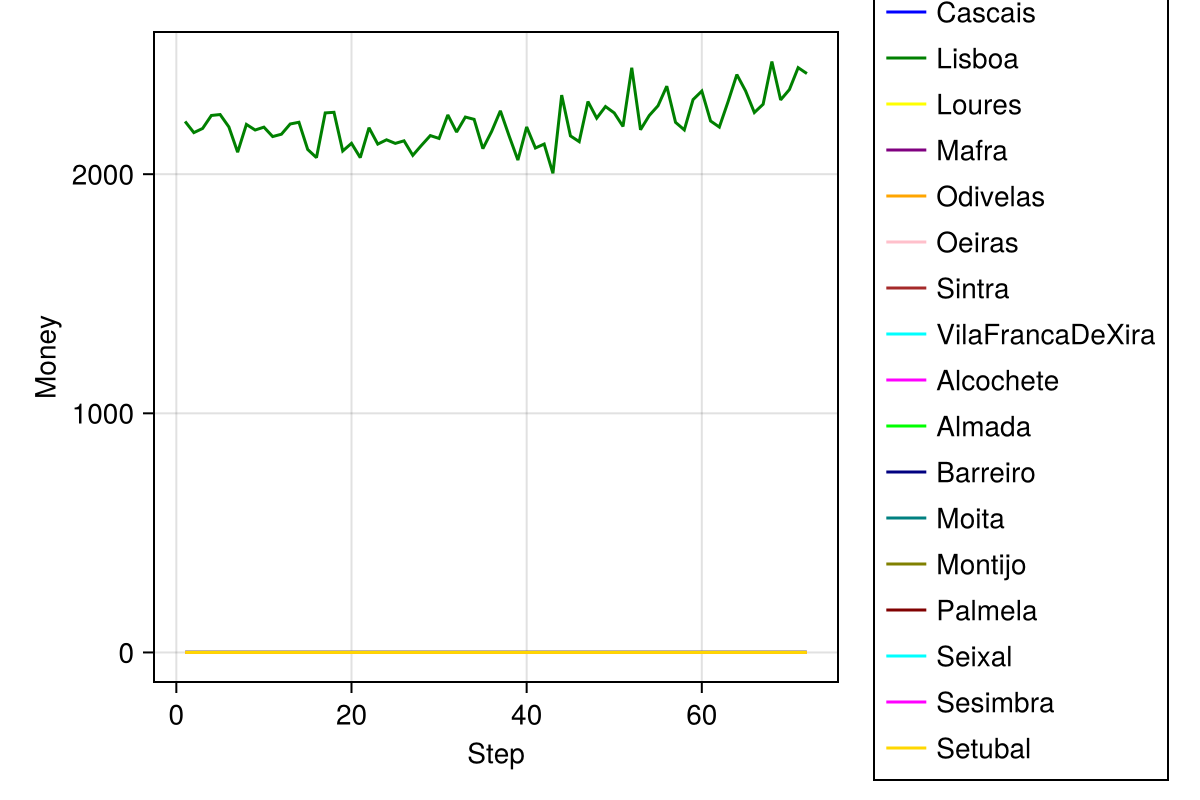 Money
2000
1000
0
0
20
40
60
Step
Cascais
Lisboa
Loures
Mafra
Odivelas
Oeiras
Sintra
VilaFrancaDeXira
Alcochete
Almada
Barreiro
Moita
Montijo
Palmela
Seixal
Sesimbra
Setubal